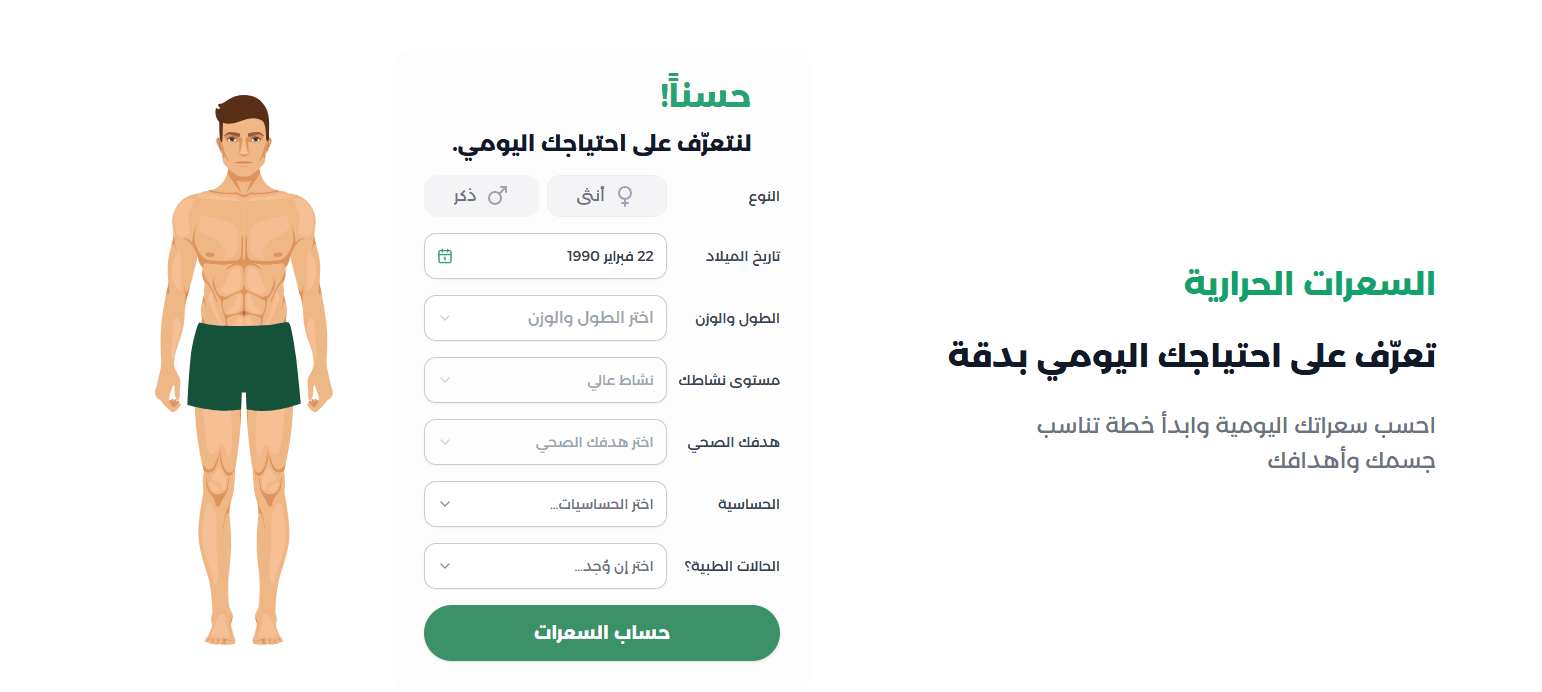 السعرات الحرارية
تعرّف على احتياجك اليومي بدقة
احسب سعراتك اليومية وابدأ خطة تناسب
جسمك وأهدافك
حسناً!
لنتعرّف على احتياجك اليومي.
النوع أنثى ذكر
تاريخ الميلاد 22 فبراير 1990
الطول والوزن اختر الطول والوزن
مستوى نشاطك نشاط عالي
هدفك الصحي اختر هدفك الصحي
الحساسية اختر الحساسيات...
الحالات الطبية؟ اختر إن وُجد...
حساب السعرات